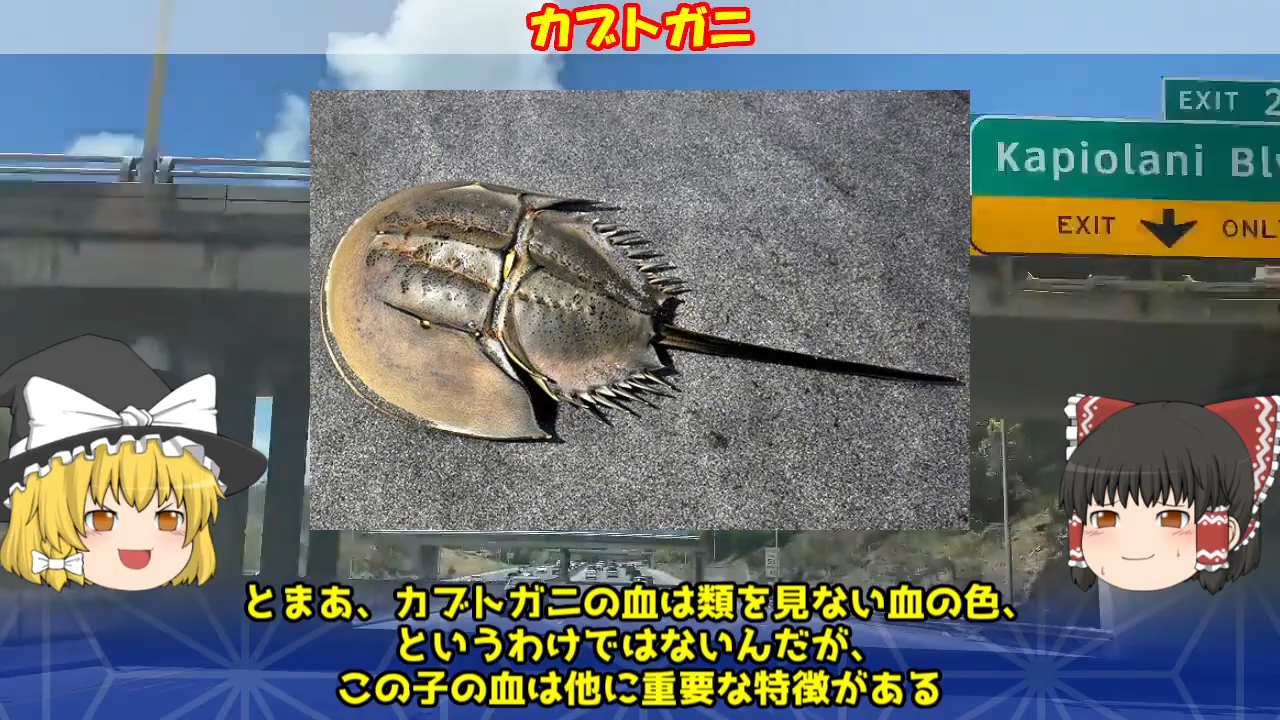 カブトガニ
EXIT 2
Kapiolani Blv
EXIT ONL
とまあ、カブトガニの血は類を見ない血の色、
というわけではないんだが、
この子の血は他に重要な特徴がある